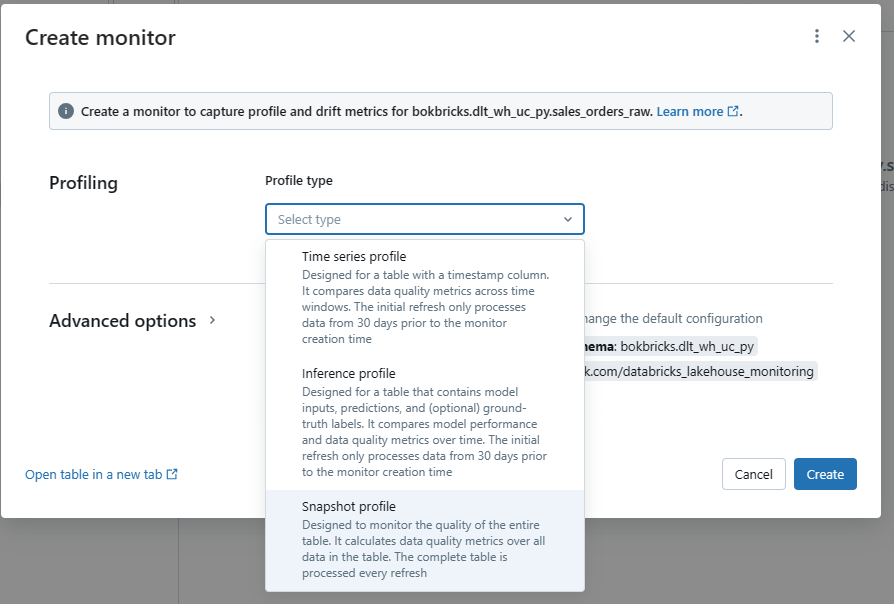 Create monitor
Create a monitor to capture profile and drift metrics for bokbricks.dlt_wh_uc_py.sales_orders_raw. Learn more.
Profiling
Profile type
Select type
Time series profile
Designed for a table with a timestamp column.
It compares data quality metrics across time
windows. The initial refresh only processes
data from 30 days prior to the monitor
creation time
Inference profile
Designed for a table that contains model
inputs, predictions, and (optional) ground-
truth labels. It compares model performance
and data quality metrics over time. The initial
refresh only processes data from 30 days prior
to the monitor creation time
Snapshot profile
Designed to monitor the quality of the entire
table. It calculates data quality metrics over all
data in the table. The complete table is
processed every refresh
Advanced options
the default configuration
bokbricks.dlt_wh_uc_py
k.com/databricks_lakehouse_monitoring
Open table in a new tab
Cancel
Create